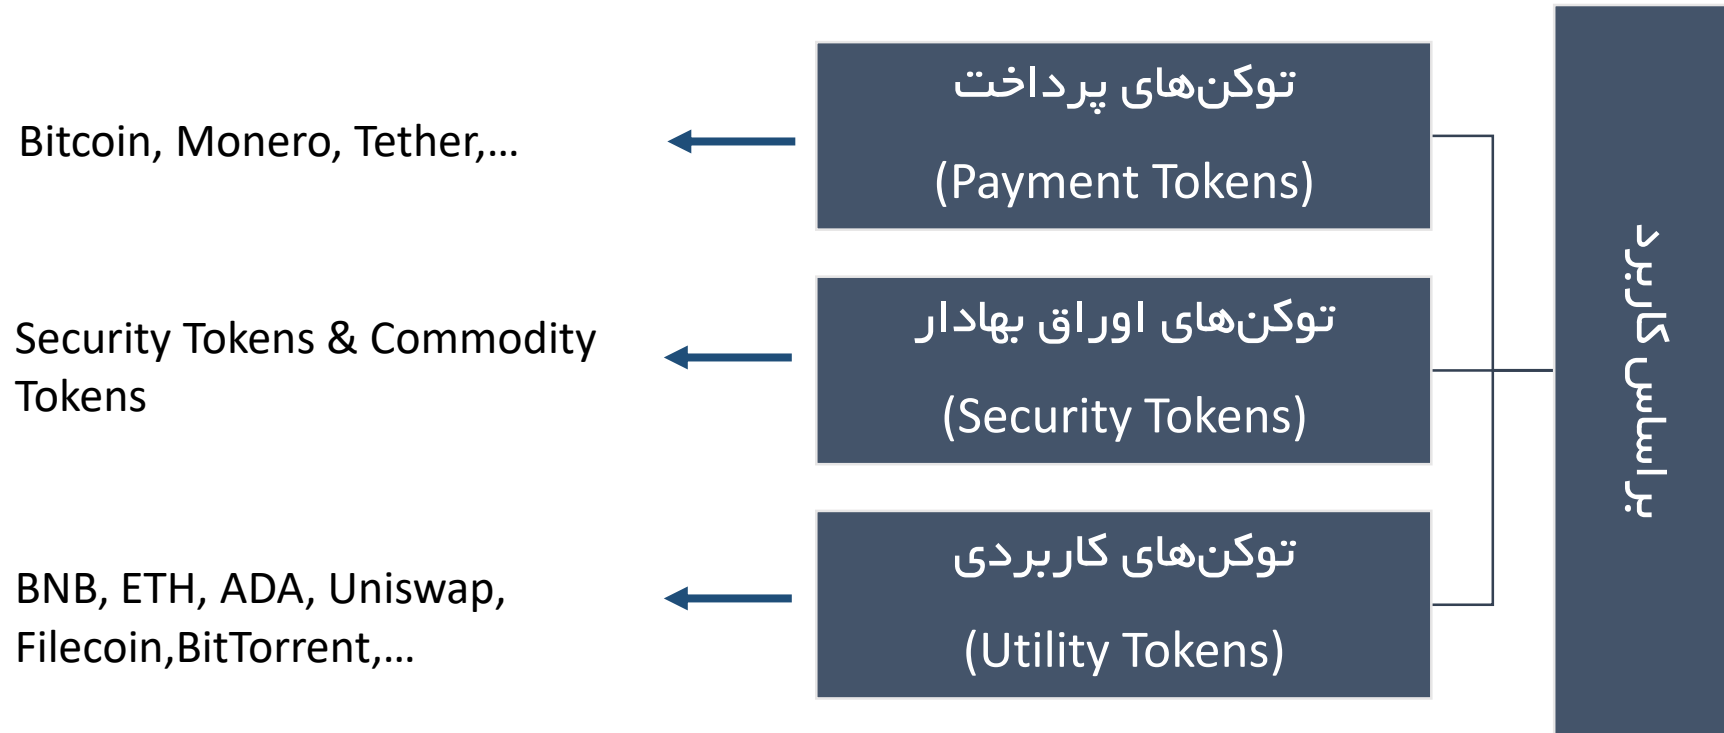 براساس کاربرد
توکن‌های پرداخت
(Payment Tokens)
Bitcoin, Monero, Tether,...
توکن‌های اوراق بهادار
(Security Tokens)
Security Tokens & Commodity
Tokens
توکن‌های کاربردی
(Utility Tokens)
BNB, ETH, ADA, Uniswap,
Filecoin,BitTorrent,...